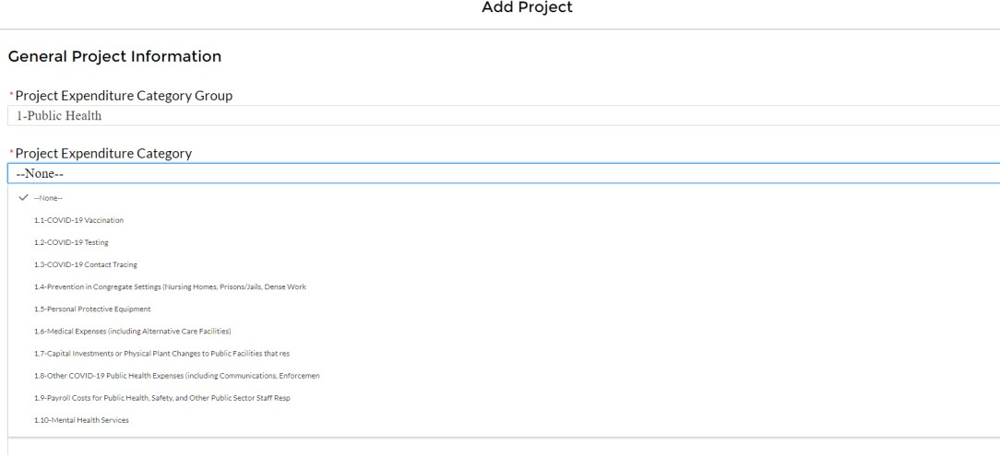 Add Project
General Project Information
*Project Expenditure Category Group
1-Public Health
*Project Expenditure Category
--None--
--None--
1.1-COVID-19 Vaccination
1.2-COVID-19 Testing
1.3-COVID-19 Contact Tracing
1.4-Prevention in Congregate Settings (Nursing Homes, Prisons/Jails, Dense Work
1.5-Personal Protective Equipment
1.6-Medical Expenses (including Alternative Care Facilities)
1.7-Capital Investments or Physical Plant Changes to Public Facilities that res
1.8-Other COVID-19 Public Health Expenses (including Communications, Enforcemen
1.9-Payroll Costs for Public Health, Safety, and Other Public Sector Staff Resp
1.10-Mental Health Services